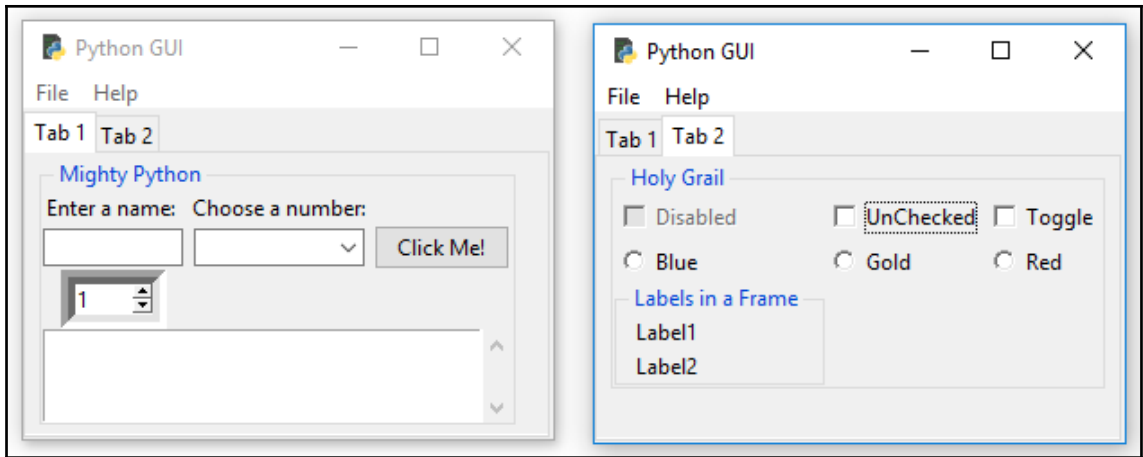 Python GUI
File Help
Tab 1 Tab 2
Mighty Python
Enter a name: Choose a number:
Click Me!
1
Python GUI
File Help
Tab 1 Tab 2
Holy Grail
Disabled UnChecked Toggle
Blue Gold Red
Labels in a Frame
Label1
Label2